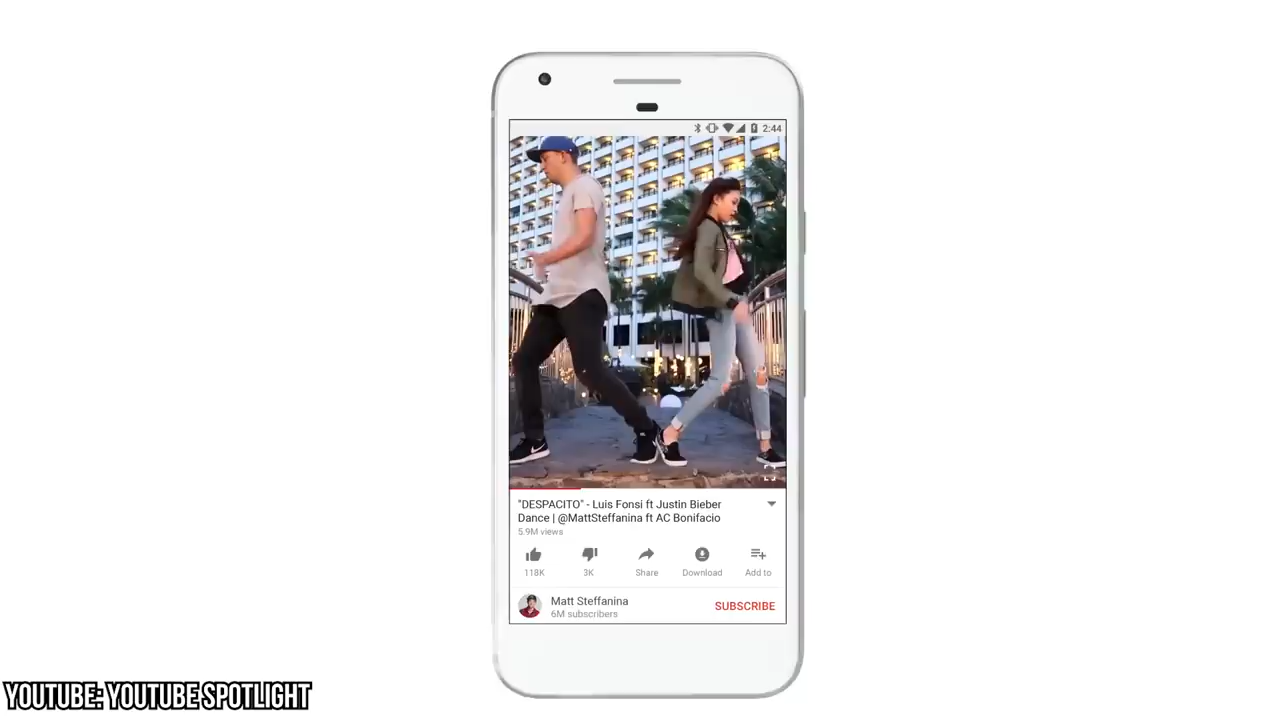 2:44
"DESPACITO" - Luis Fonsi ft Justin Bieber
Dance | @MattSteffanina ft AC Bonifacio
5.9M views
118K
3K
Share
Download
Add to
Matt Steffanina
6M subscribers
SUBSCRIBE
YOUTUBE: YOUTUBE SPOTLIGHT